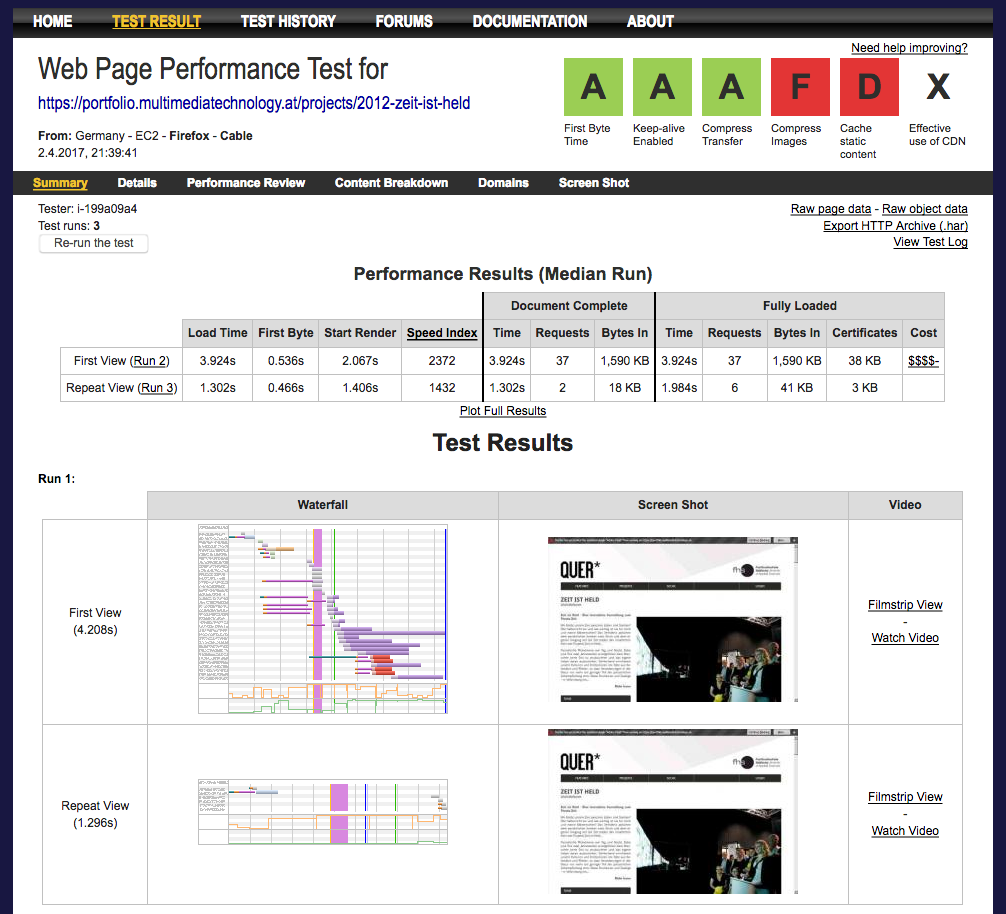 HOME TEST RESULT TEST HISTORY FORUMS DOCUMENTATION ABOUT
Need help improving?
Web Page Performance Test for
https://portfolio.multimediatechnology.at/projects/2012-zeit-ist-held
From: Germany - EC2 - Firefox - Cable
2.4.2017, 21:39:41
A A A F D X
First Byte Time
Keep-alive Enabled
Compress Transfer
Compress Images
Cache static content
Effective use of CDN
Summary Details Performance Review Content Breakdown Domains Screen Shot
Tester: i-199a09a4
Test runs: 3
Re-run the test
Raw page data - Raw object data
Export HTTP Archive (.har)
View Test Log
Performance Results (Median Run)
Document Complete Fully Loaded
Load Time First Byte Start Render Speed Index Time Requests Bytes In Time Requests Bytes In Certificates Cost
First View (Run 2) 3.924s 0.536s 2.067s 2372 3.924s 37 1,590 KB 3.924s 37 1,590 KB 38 KB $$$$-
Repeat View (Run 3) 1.302s 0.466s 1.406s 1432 1.302s 2 18 KB 1.984s 6 41 KB 3 KB
Plot Full Results
Test Results
Run 1:
Waterfall Screen Shot Video
First View
(4.208s)
QUER*
fhs
ZEIT IST HELD
Filmstrip View
-
Watch Video
Repeat View
(1.296s)
QUER*
fhs
ZEIT IST HELD
Filmstrip View
-
Watch Video